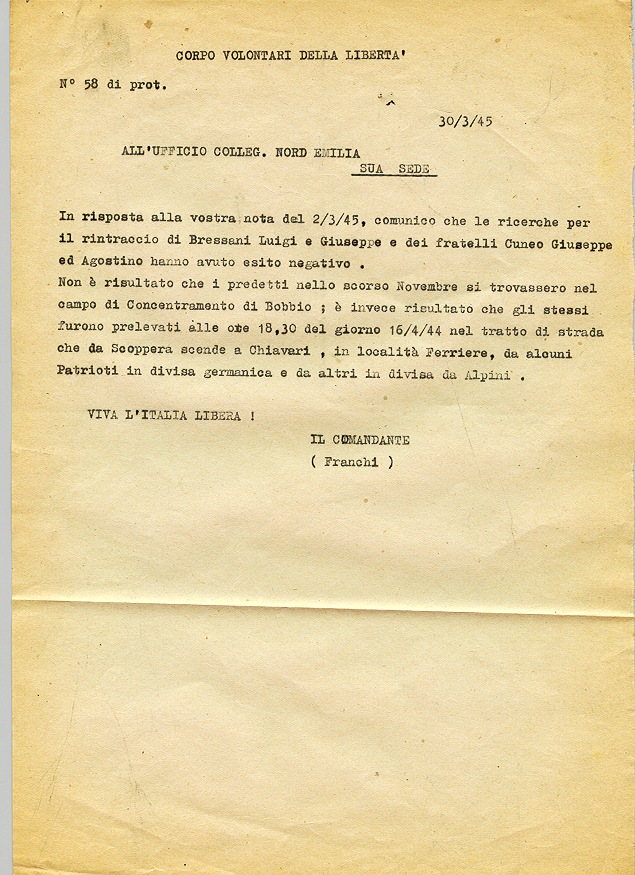 CORPO VOLONTARI DELLA LIBERTA'
N° 58 di prot.
30/3/45
ALL'UFFICIO COLLEG. NORD EMILIA
SUA SEDE
In risposta alla vostra nota del 2/3/45, comunico che le ricerche per
il rintraccio di Bressani Luigi e Giuseppe e dei fratelli Cuneo Giuseppe
ed Agostino hanno avuto esito negativo .
Non è risultato che i predetti nello scorso Novembre si trovassero nel
campo di Concentramento di Bobbio ; è invece risultato che gli stessi
furono prelevati alle ore 18,30 del giorno 16/4/44 nel tratto di strada
che da Scoppera scende a Chiavari , in località Ferriere, da alcuni
Patrioti in divisa germanica e da altri in divisa da Alpini .
VIVA L'ITALIA LIBERA !
IL COMANDANTE
( Franchi )